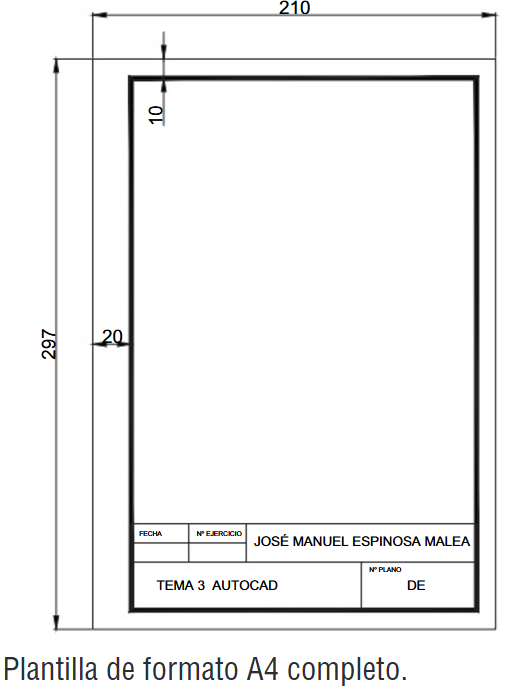 210
10
297
20
FECHA
Nº EJERCICIO
JOSÉ MANUEL ESPINOSA MALEA
TEMA 3 AUTOCAD
Nº PLANO
DE
Plantilla de formato A4 completo.